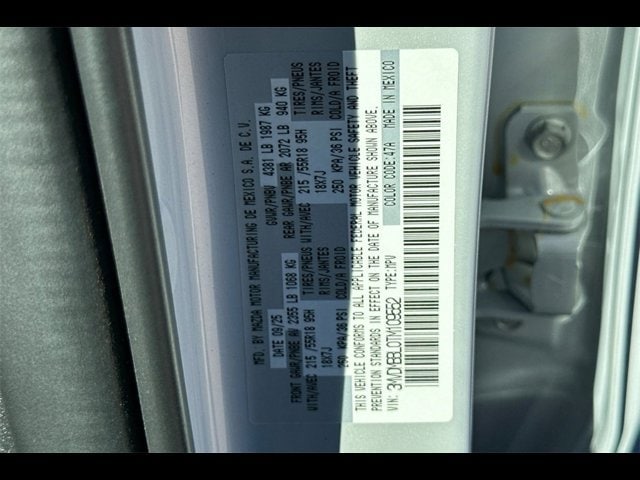 MFD. BY MAZDA MOTOR MANUFACTURING DE MEXICO S.A. DE C.V.
DATE 09/25 GVWR/PNBV 4381 LB 1987 KG
FRONT GAWR/PNBE AV 2355 LB 1068 KG REAR GAWR/PNBE AR 2072 LB 940 KG
WITH/AVEC 215/55R18 95H TIRES/PNEUS WITH/AVEC 215/55R18 95H TIRES/PNEUS
18X7J RIMS/JANTES 18X7J RIMS/JANTES
250 KPA/36 PSI COLD/A FROID 250 KPA/36 PSI COLD/A FROID
THIS VEHICLE CONFORMS TO ALL APPLICABLE FEDERAL MOTOR VEHICLE SAFETY AND THEFT
PREVENTION STANDARDS IN EFFECT ON THE DATE OF MANUFACTURE SHOWN ABOVE.
VIN: TYPE:MPV COLOR CODE:47A MADE IN MEXICO